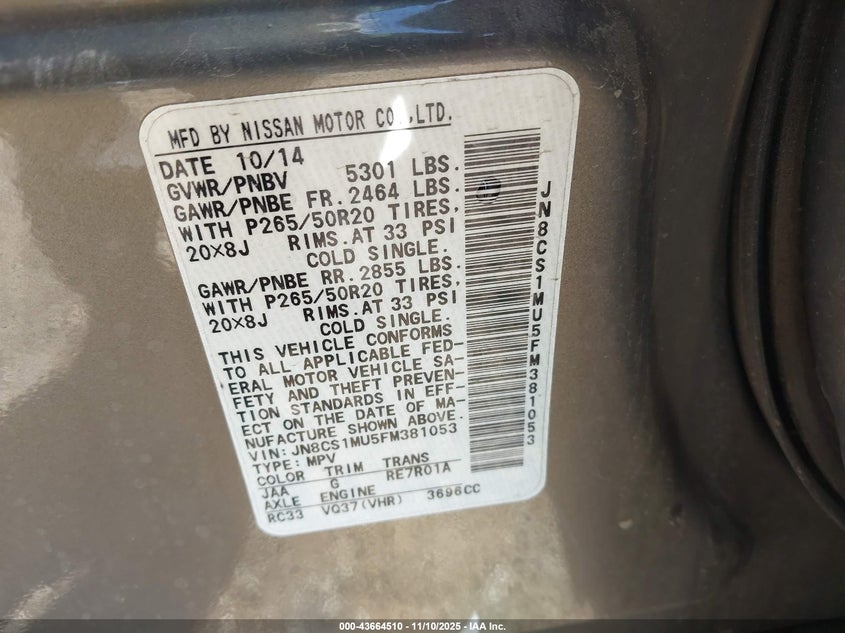 MFD BY NISSAN MOTOR CO.,LTD.
DATE 10/14
GVWR/PNBV 5301 LBS.
GAWR/PNBE FR. 2464 LBS.
WITH P265/50R20 TIRES,
20X8J RIMS.AT 33 PSI
COLD SINGLE.
GAWR/PNBE RR. 2855 LBS.
WITH P265/50R20 TIRES,
20X8J RIMS.AT 33 PSI
COLD SINGLE.
THIS VEHICLE CONFORMS
TO ALL APPLICABLE FED-
ERAL MOTOR VEHICLE SA-
FETY AND THEFT PREVEN-
TION STANDARDS IN EFF-
ECT ON THE DATE OF MA-
NUFACTURE SHOWN ABOVE.
VIN: JN8CS1MU5FM381053
TYPE: MPV
COLOR TRIM TRANS
JAA G RE7R01A
AXLE ENGINE
RC33 VQ37(VHR) 3696CC
JN8CS1MU5FM381053
000-43664510 - 11/10/2025 - IAA Inc.